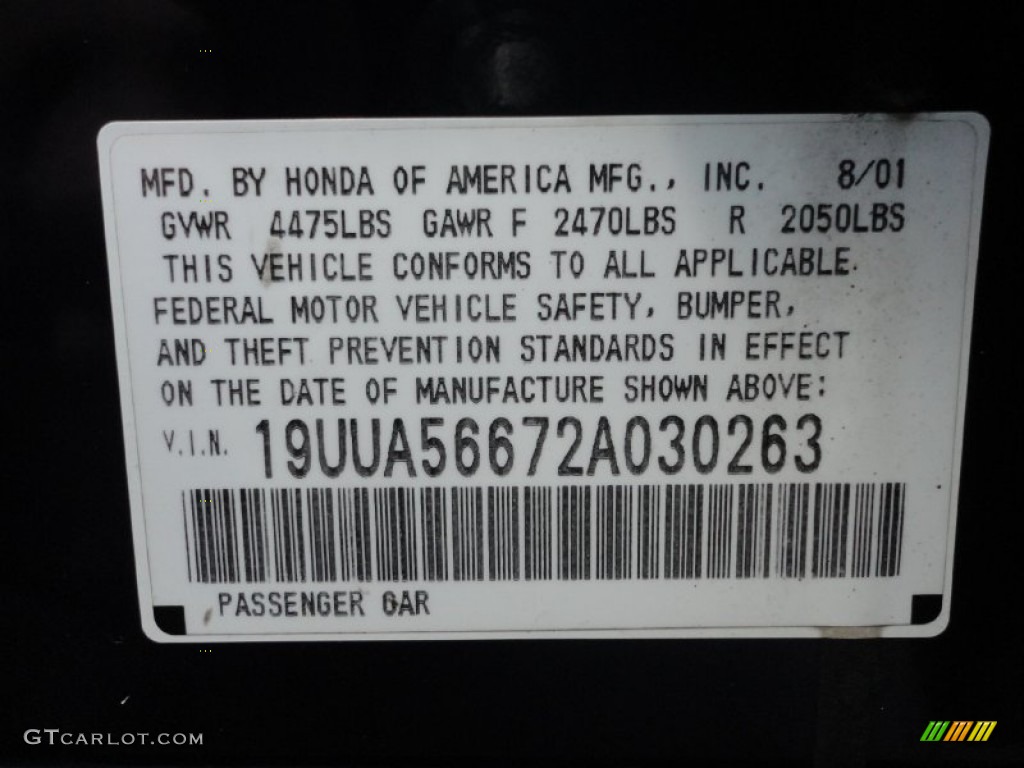 MFD. BY HONDA OF AMERICA MFG., INC. 8/01
GVWR 4475LBS GAWR F 2470LBS R 2050LBS
THIS VEHICLE CONFORMS TO ALL APPLICABLE
FEDERAL MOTOR VEHICLE SAFETY, BUMPER,
AND THEFT PREVENTION STANDARDS IN EFFECT
ON THE DATE OF MANUFACTURE SHOWN ABOVE:
V.I.N. 19UUA56672A030263
PASSENGER CAR
GTCARLOT.COM